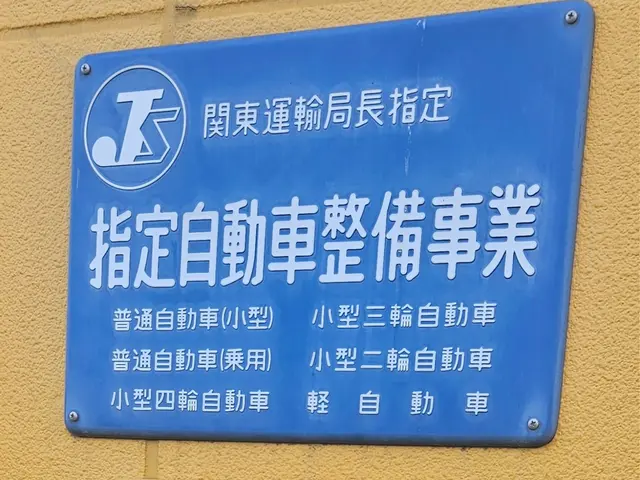 JAS
関東運輸局長指定
指定自動車整備事業
普通自動車(小型) 小型三輪自動車
普通自動車(乗用) 小型二輪自動車
小型四輪自動車 軽自動車